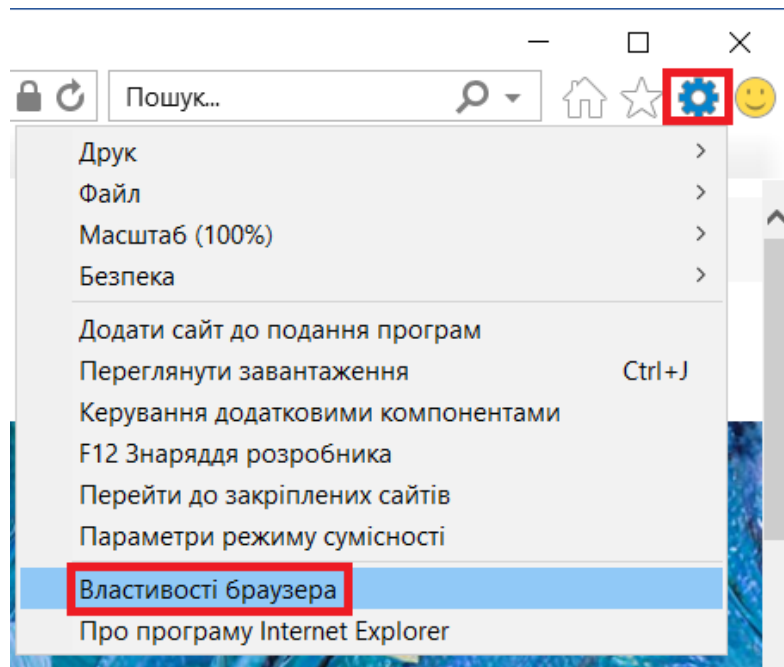 Пошук...
Друк
Файл
Масштаб (100%)
Безпека
Додати сайт до подання програм
Переглянути завантаження Ctrl+J
Керування додатковими компонентами
F12 Знаряддя розробника
Перейти до закріплених сайтів
Параметри режиму сумісності
Властивості браузера
Про програму Internet Explorer